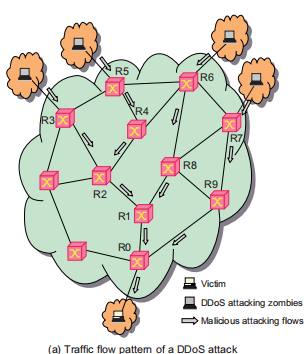 R5
R6
R4
R3
R7
R8
R2
R9
R1
R0
Victim
DDoS attacking zombies
Malicious attacking flows
(a) Traffic flow pattern of a DDoS attack